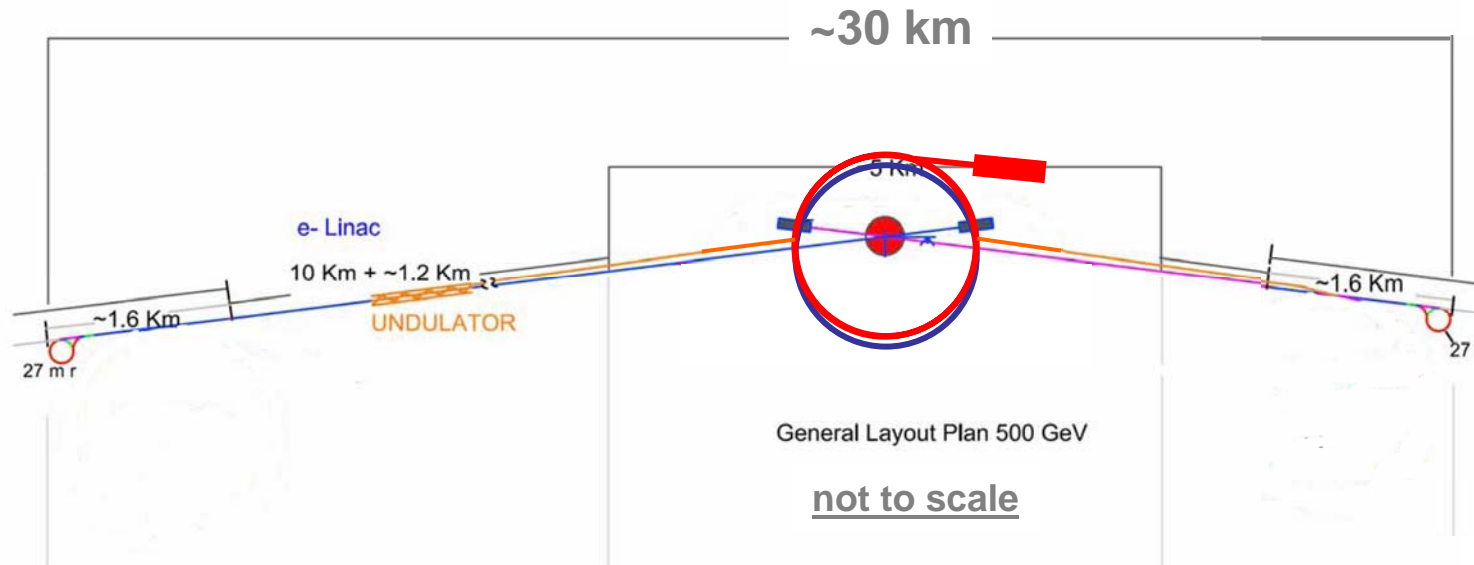 ~30 km
5 Km
e- Linac
10 Km + ~1.2 Km
~1.6 Km
~1.6 Km
UNDULATOR
27 m r
27
General Layout Plan 500 GeV
not to scale